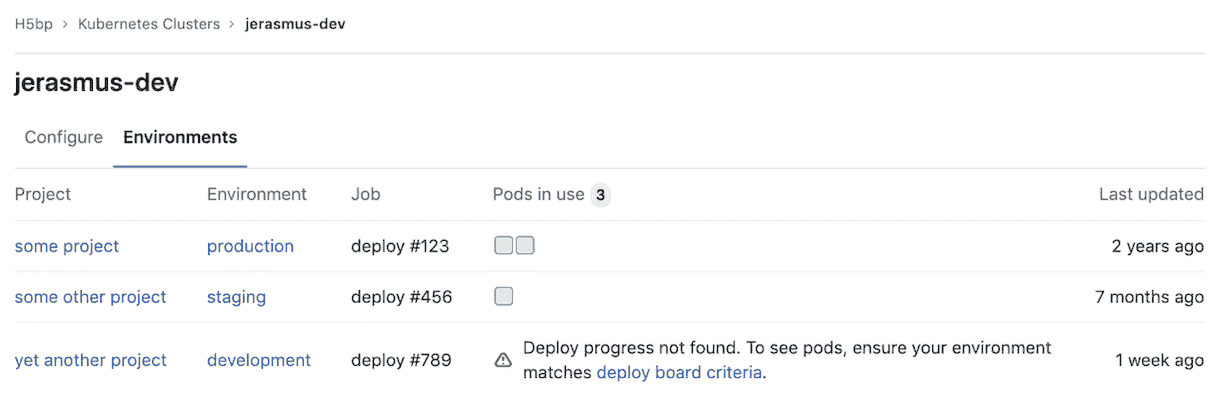 H5bp > Kubernetes Clusters > jerasmus-dev
jerasmus-dev
Configure Environments
Project Environment Job Pods in use 3 Last updated
some project production deploy #123 2 years ago
some other project staging deploy #456 7 months ago
yet another project development deploy #789 Deploy progress not found. To see pods, ensure your environment
matches deploy board criteria. 1 week ago